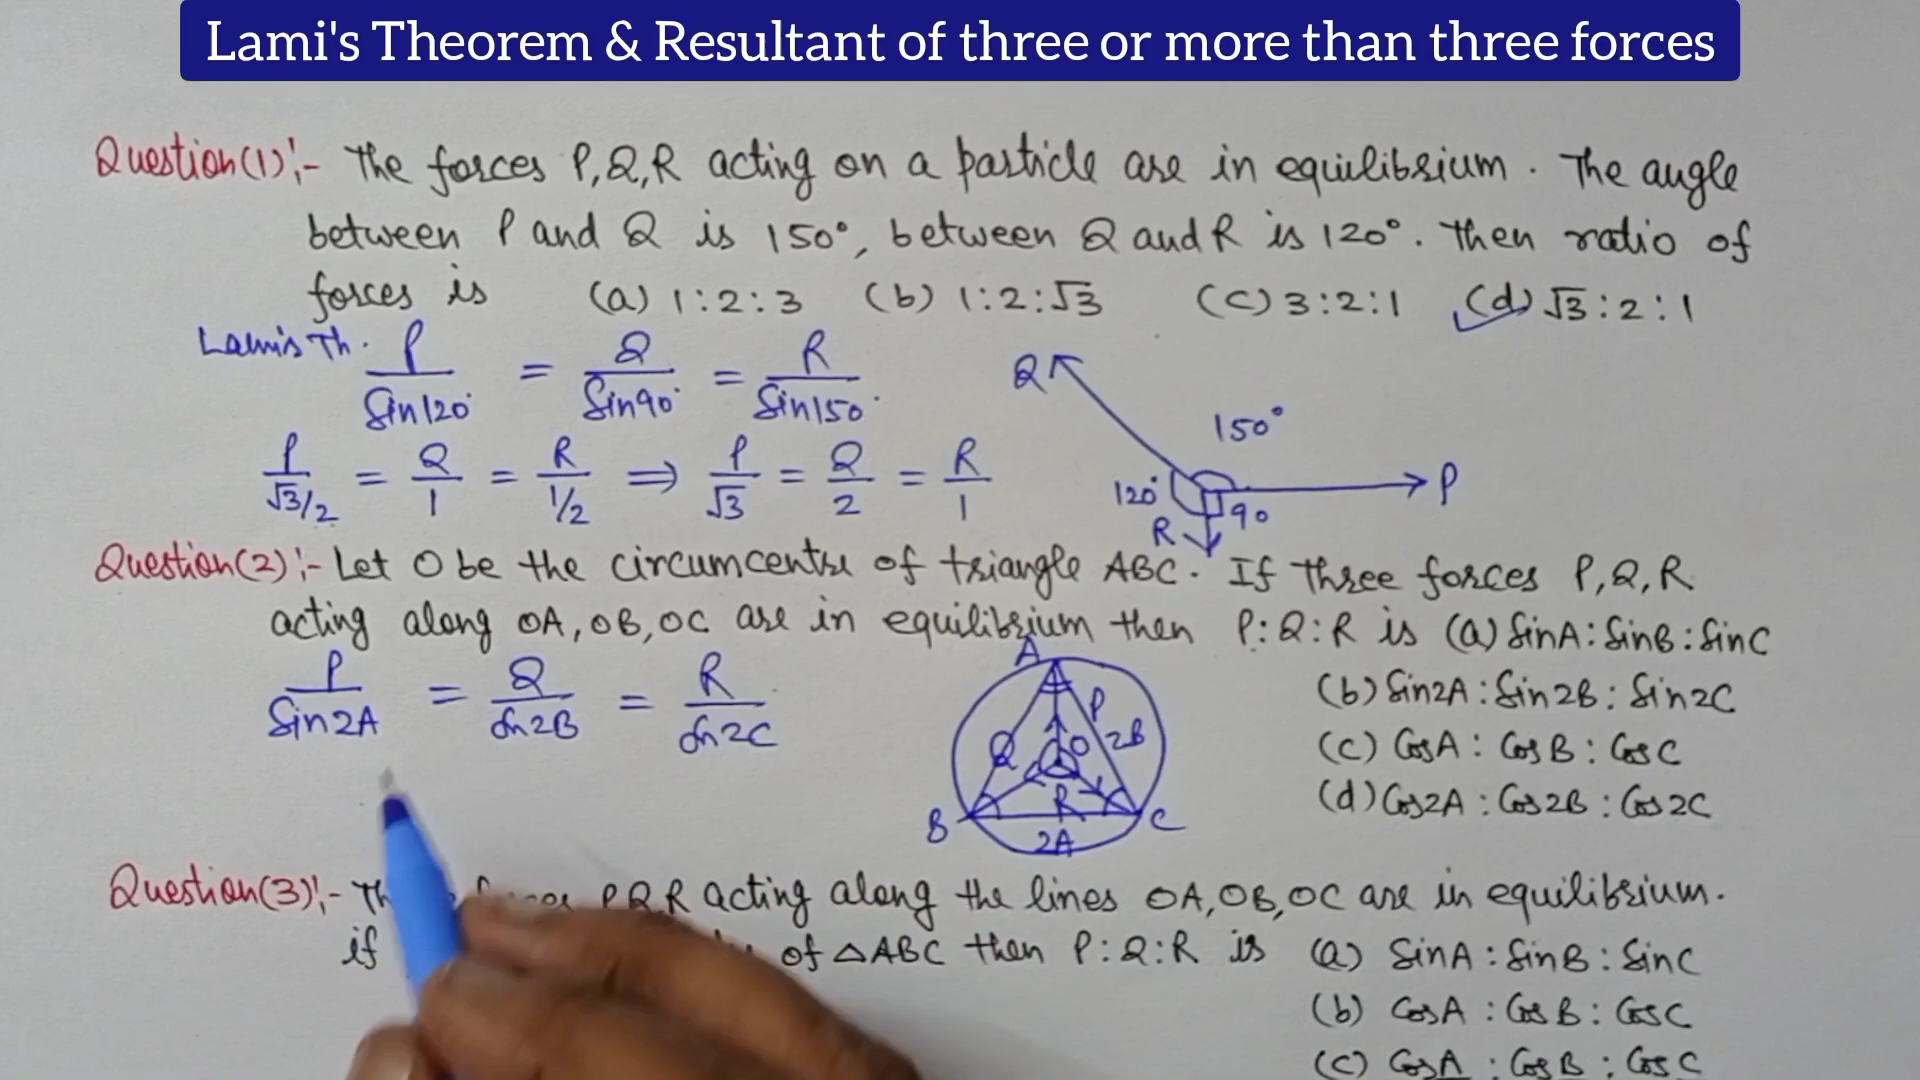 Lami's Theorem & Resultant of three or more than three forces
Question(1):- The forces P,Q,R acting on a particle are in equilibrium. The angle
between P and Q is 150°, between Q and R is 120°. Then ratio of
forces is (a) 1:2:3 (b) 1:2:√3 (c) 3:2:1 (d) √3:2:1
Lami's Th. P/Sin120° = Q/Sin90° = R/Sin150°
P/√3/2 = Q/1 = R/1/2 ⇒ P/√3 = Q/2 = R/1
Q 150° P 120° R 90
Question(2):- Let O be the circumcentre of triangle ABC. If three forces P,Q,R
acting along OA,OB,OC are in equilibrium then P:Q:R is (a) SinA:SinB:SinC
(b) Sin2A:Sin2B:Sin2C
(c) CosA:CosB:CosC
(d) Cos2A:Cos2B:Cos2C
P/Sin2A = Q/Sin2B = R/Sin2C
A P Q O 2B R B 2A C
Question(3):- P,Q,R acting along the lines OA,OB,OC are in equilibrium.
if of △ABC then P:Q:R is (a) SinA:SinB:SinC
(b) CosA:CosB:CosC
(c) CosA:CosB:CosC